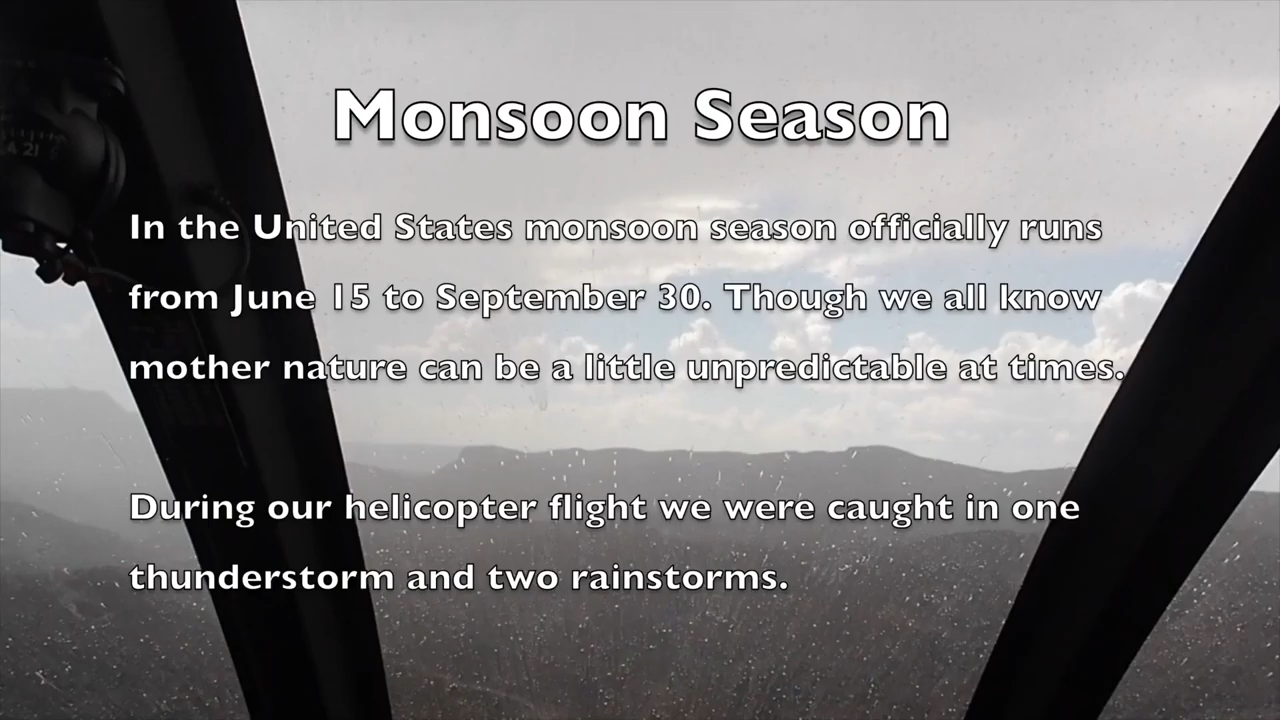 Monsoon Season
In the United States monsoon season officially runs
from June 15 to September 30. Though we all know
mother nature can be a little unpredictable at times.
During our helicopter flight we were caught in one
thunderstorm and two rainstorms.